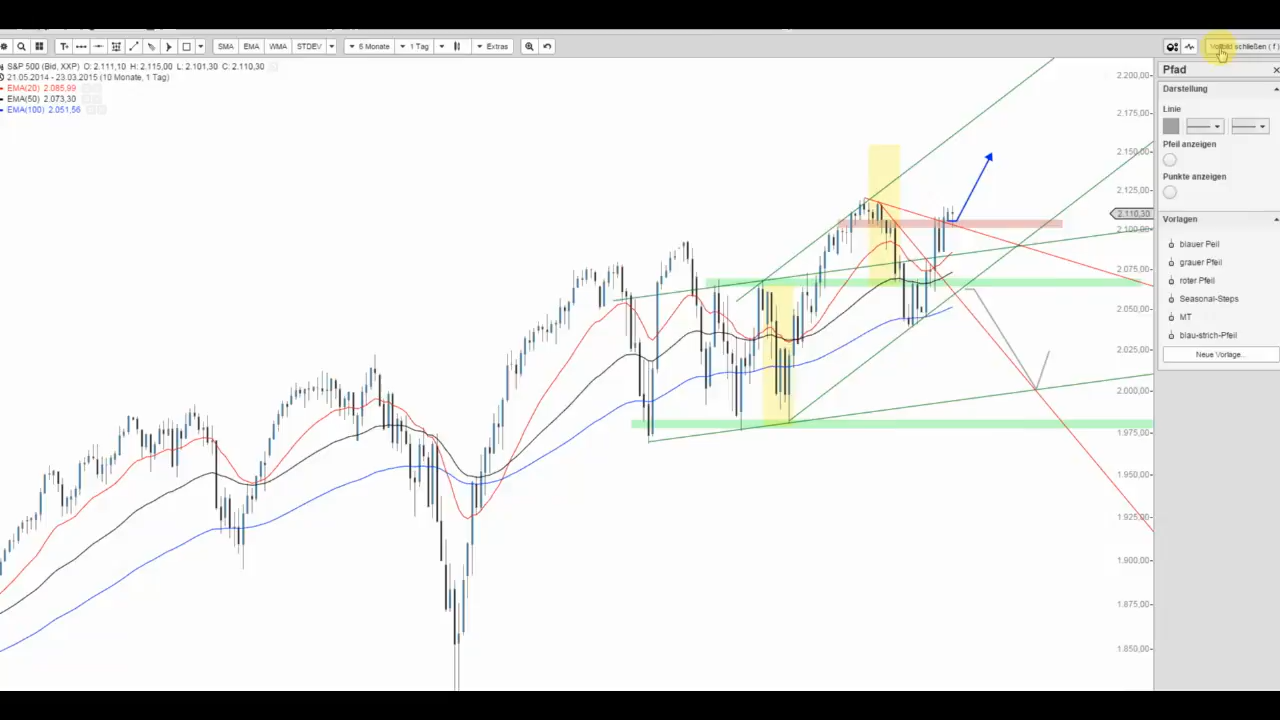 SMA EMA WMA STDEV 6 Monate 1 Tag Extras
S&P 500 (Bid, XXP) O: 2.111,10 H: 2.115,00 L: 2.101,30 C: 2.110,30
21.05.2014 - 23.03.2015 (10 Monate, 1 Tag)
EMA(20) 2.085,99
EMA(50) 2.073,30
EMA(100) 2.051,56
2.200,00
2.175,00
2.150,00
2.125,00
2.110,30
2.100,00
2.075,00
2.050,00
2.025,00
2.000,00
1.975,00
1.950,00
1.925,00
1.900,00
1.875,00
1.850,00
schließen ( f )
Pfad
Darstellung
Linie
Pfeil anzeigen
Punkte anzeigen
Vorlagen
blauer Peil
grauer Pfeil
roter Pfeil
Seasonal-Steps
MT
blau-strich-Pfeil
Neue Vorlage...